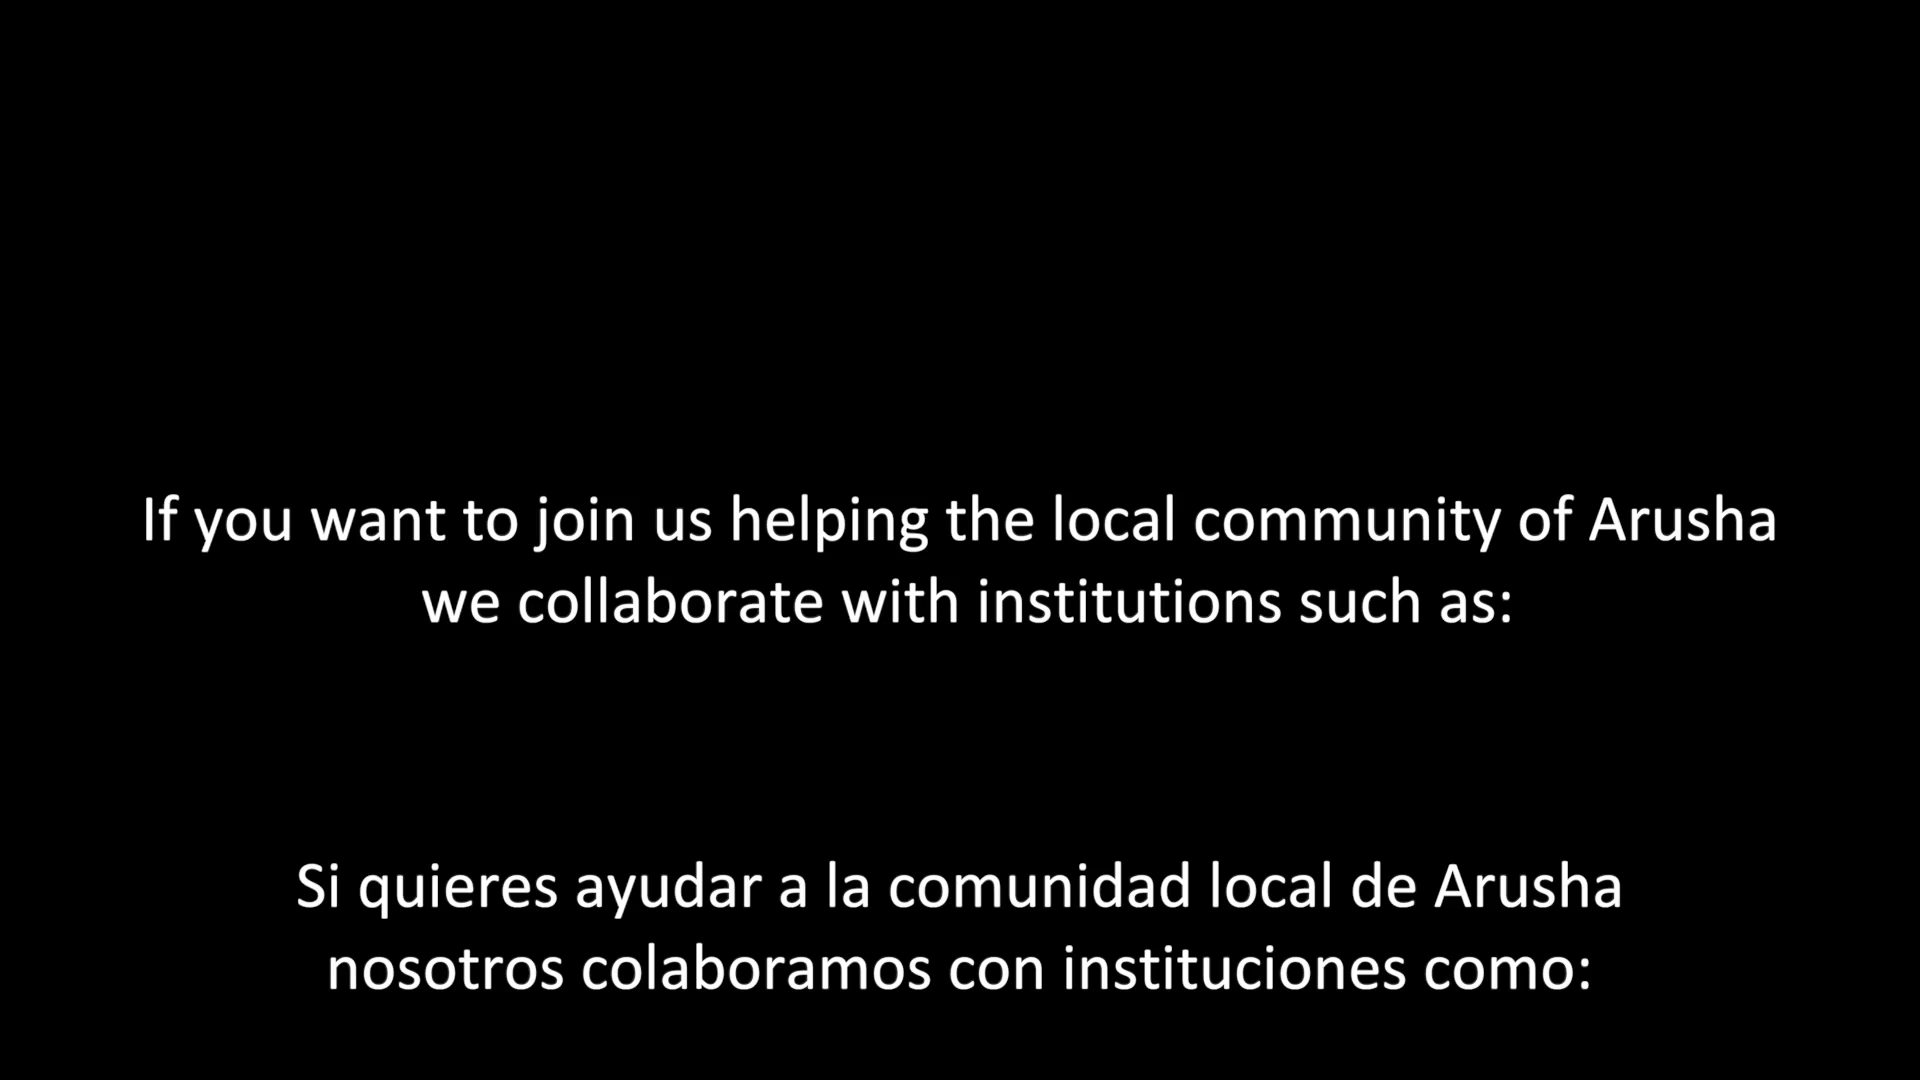 If you want to join us helping the local community of Arusha
we collaborate with institutions such as:
Si quieres ayudar a la comunidad local de Arusha
nosotros colaboramos con instituciones como: